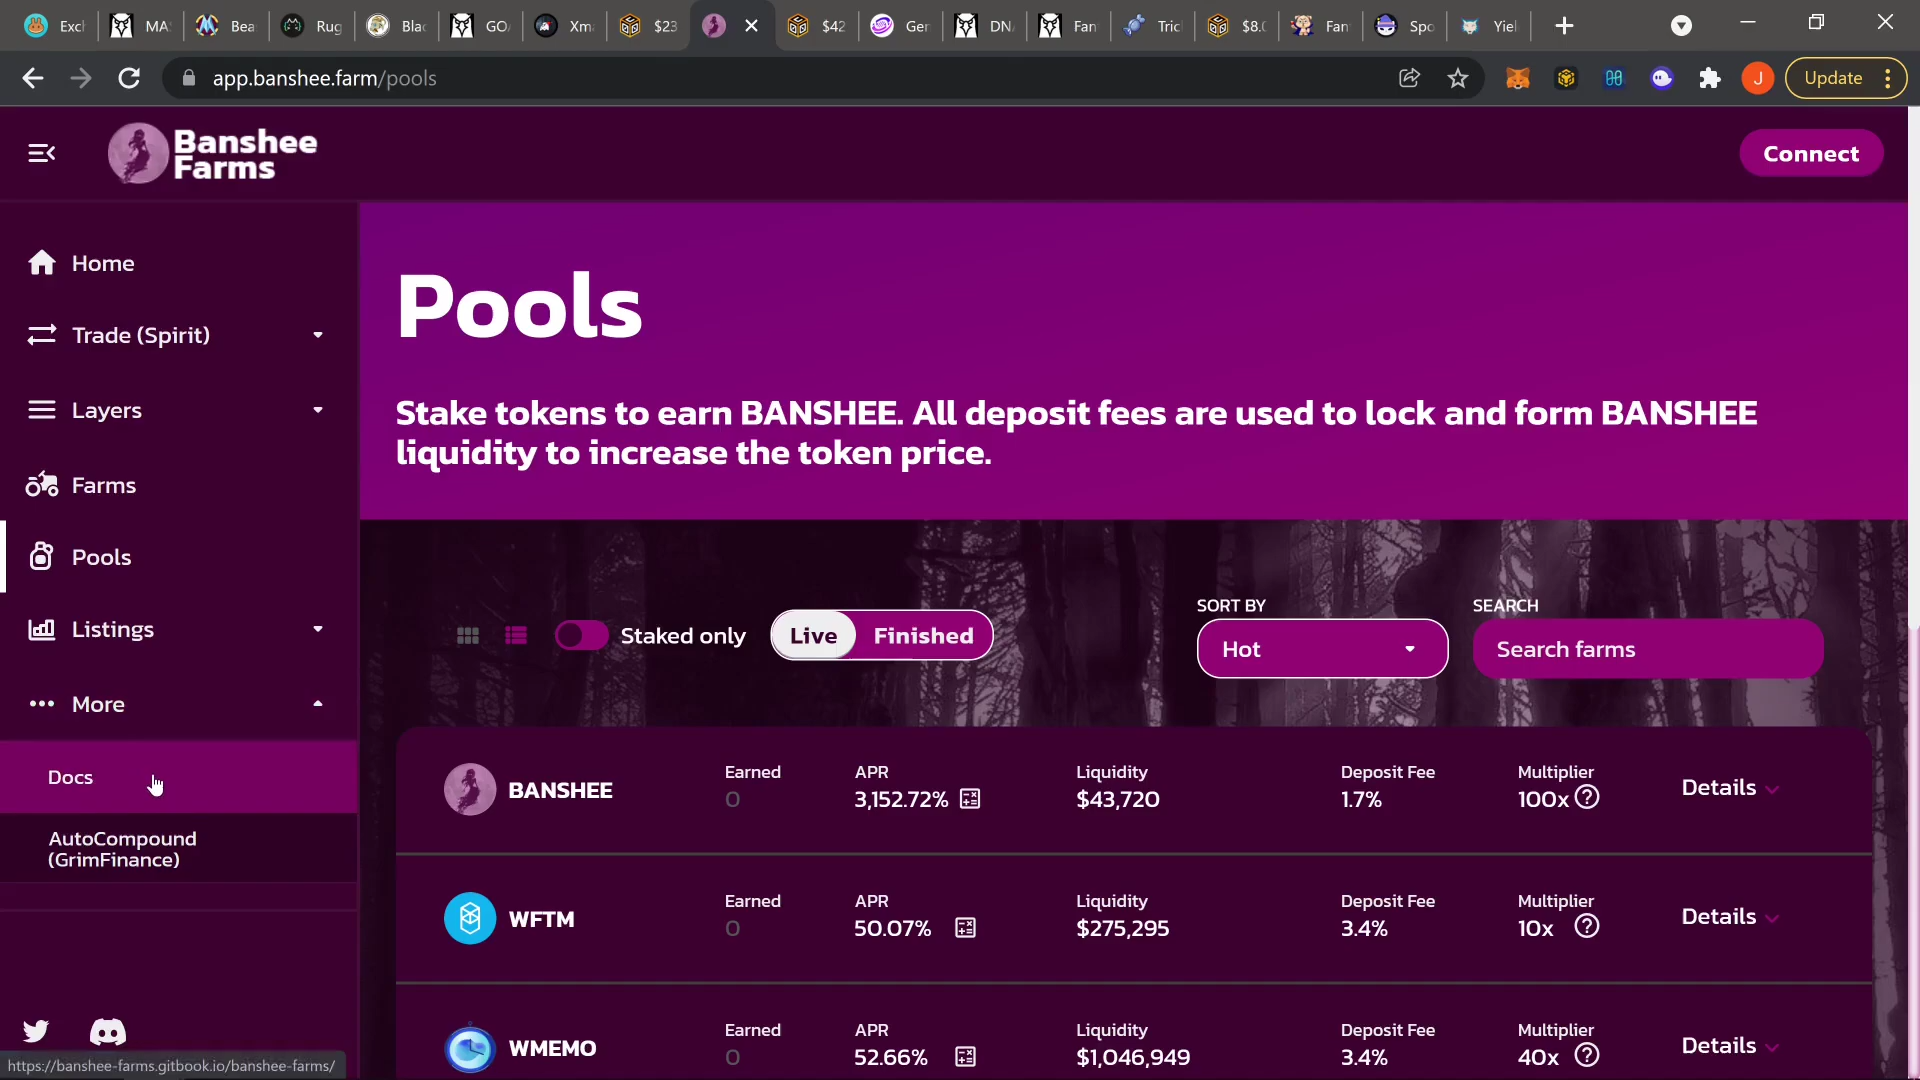 Exc
MA
Bea
Rug
Blac
GO
Xm
$23
$42
Ger
DN
Fan
Tric
$8.0
Fan
Spo
Yiel
app.banshee.farm/pools
J
Update
Banshee
Farms
Connect
Home
Trade (Spirit)
Layers
Farms
Pools
Listings
More
Docs
AutoCompound
(GrimFinance)
https://banshee-farms.gitbook.io/banshee-farms/
Pools
Stake tokens to earn BANSHEE. All deposit fees are used to lock and form BANSHEE
liquidity to increase the token price.
Staked only
Live
Finished
SORT BY
Hot
SEARCH
Search farms
BANSHEE
Earned
0
APR
3,152.72%
Liquidity
$43,720
Deposit Fee
1.7%
Multiplier
100x
Details
WFTM
Earned
0
APR
50.07%
Liquidity
$275,295
Deposit Fee
3.4%
Multiplier
10x
Details
WMEMO
Earned
0
APR
52.66%
Liquidity
$1,046,949
Deposit Fee
3.4%
Multiplier
40x
Details